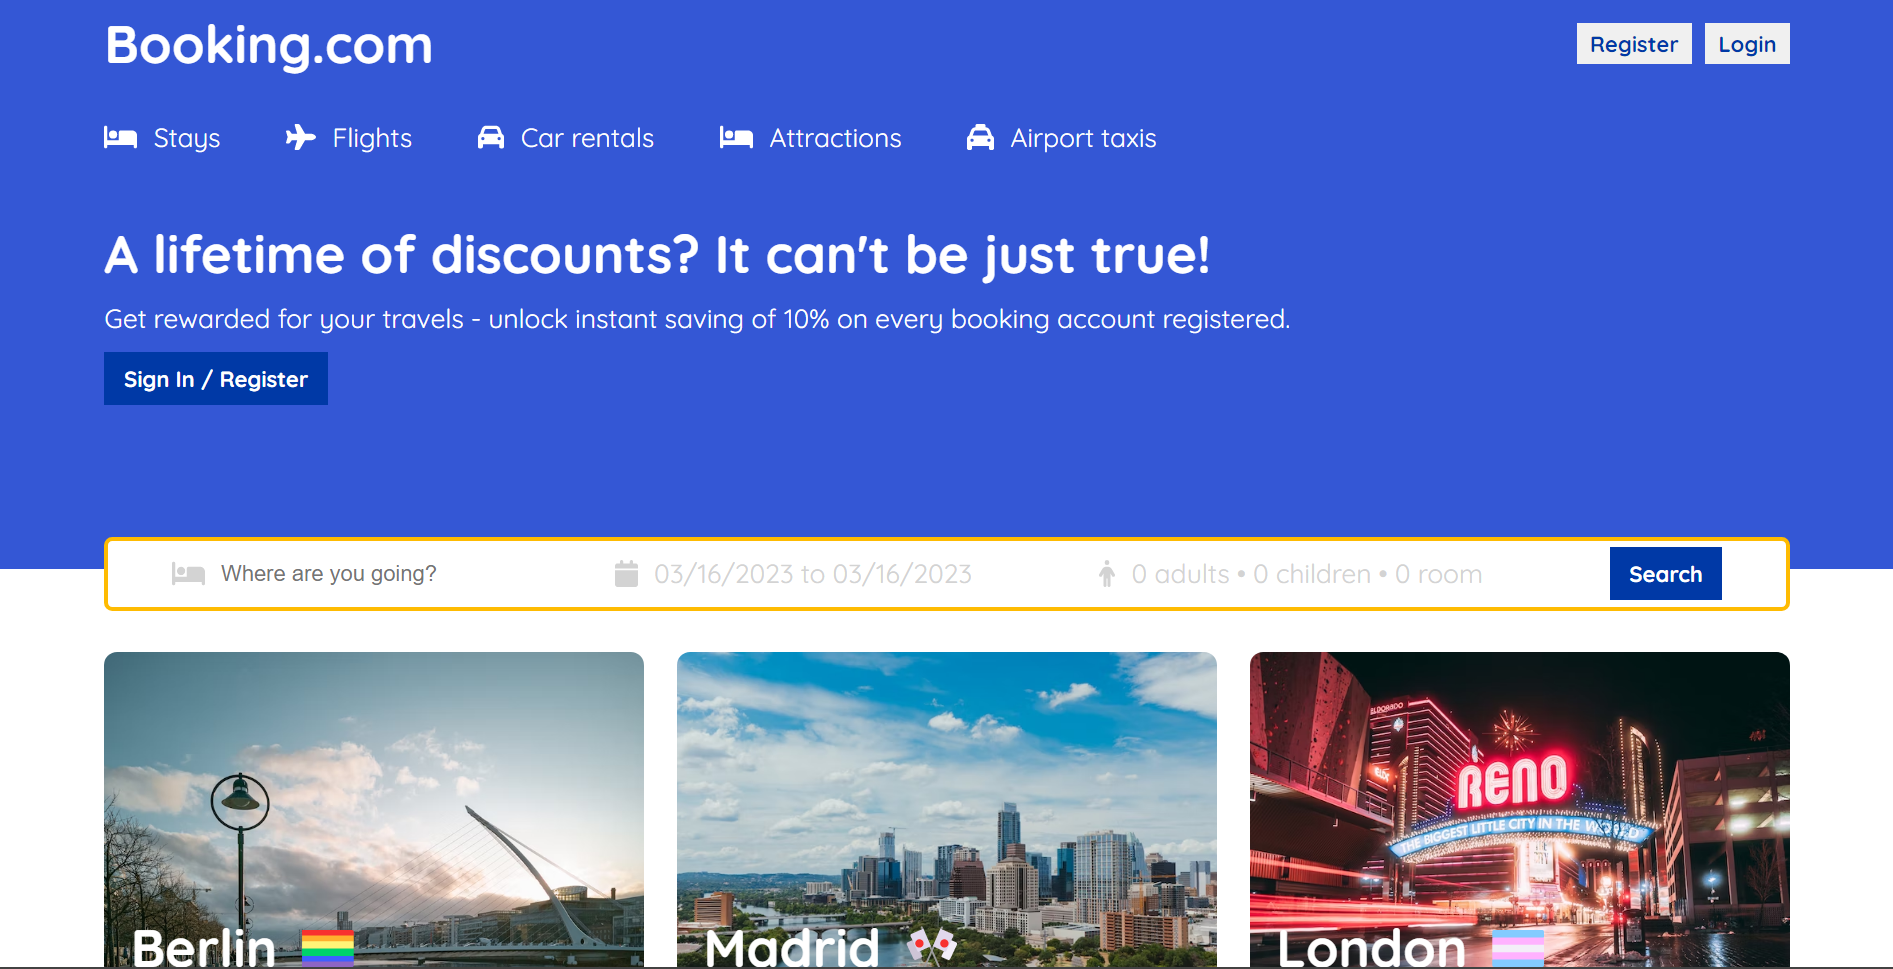 Booking.com
Register
Login
Stays
Flights
Car rentals
Attractions
Airport taxis
A lifetime of discounts? It can't be just true!
Get rewarded for your travels - unlock instant saving of 10% on every booking account registered.
Sign In / Register
Where are you going?
03/16/2023 to 03/16/2023
0 adults • 0 children • 0 room
Search
ELDORADO
RENO
THE BIGGEST LITTLE CITY IN THE WORLD
Berlin
Madrid
London